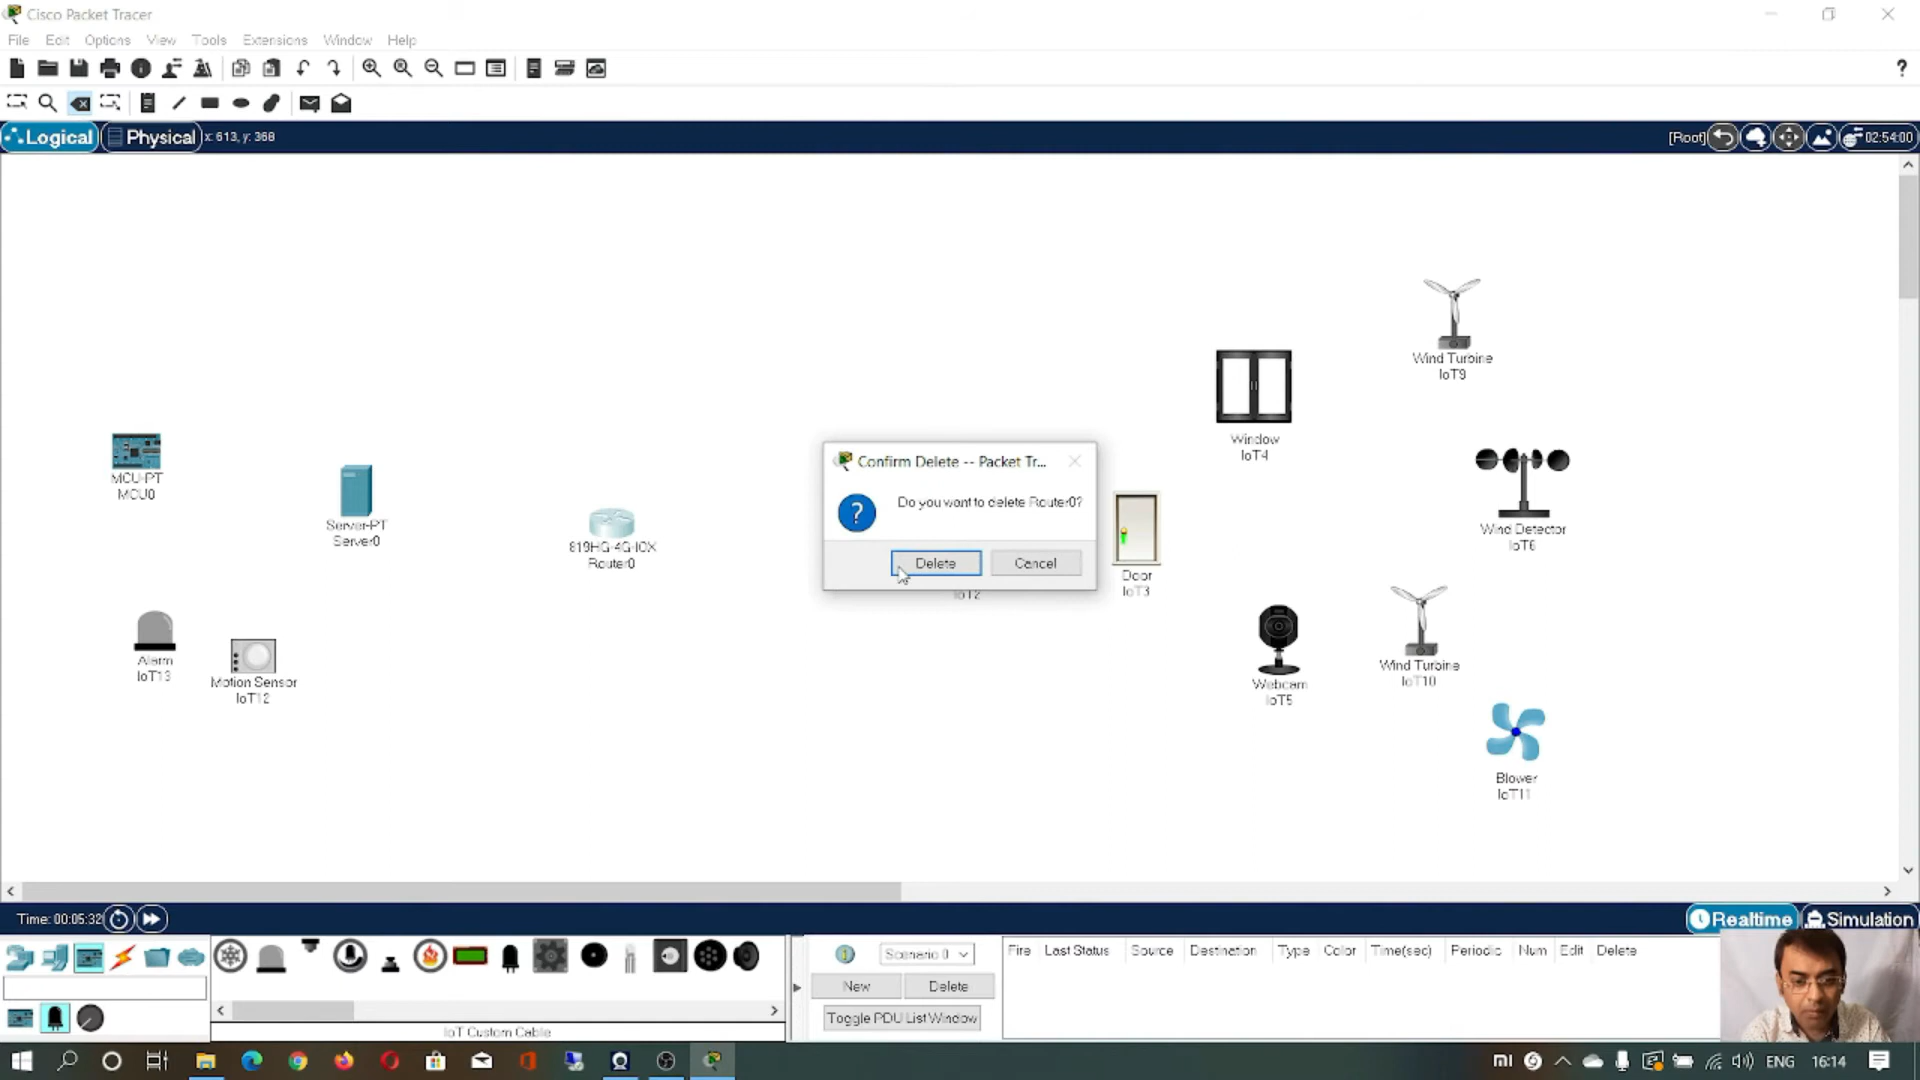 Cisco Packet Tracer
File Edit Options View Tools Extensions Window Help
?
Logical Physical x: 613, y: 368 [Root] 02:54:00
Wind Turbine
IoT9
Window
IoT4
MCU-PT
MCU0
Server-PT
Server0
819HG-4G-IOX
Router0
Confirm Delete -- Packet Tr...
? Do you want to delete Router0?
Delete Cancel
IoT2
Door
IoT3
Wind Detector
IoT6
Alarm
IoT13
Motion Sensor
IoT12
Webcam
IoT5
Wind Turbine
IoT10
Blower
IoT11
Time: 00:05:32 Realtime Simulation
Scenario 0
New Delete
Toggle PDU List Window
Fire Last Status Source Destination Type Color Time(sec) Periodic Num Edit Delete
IoT Custom Cable
ENG 16:14